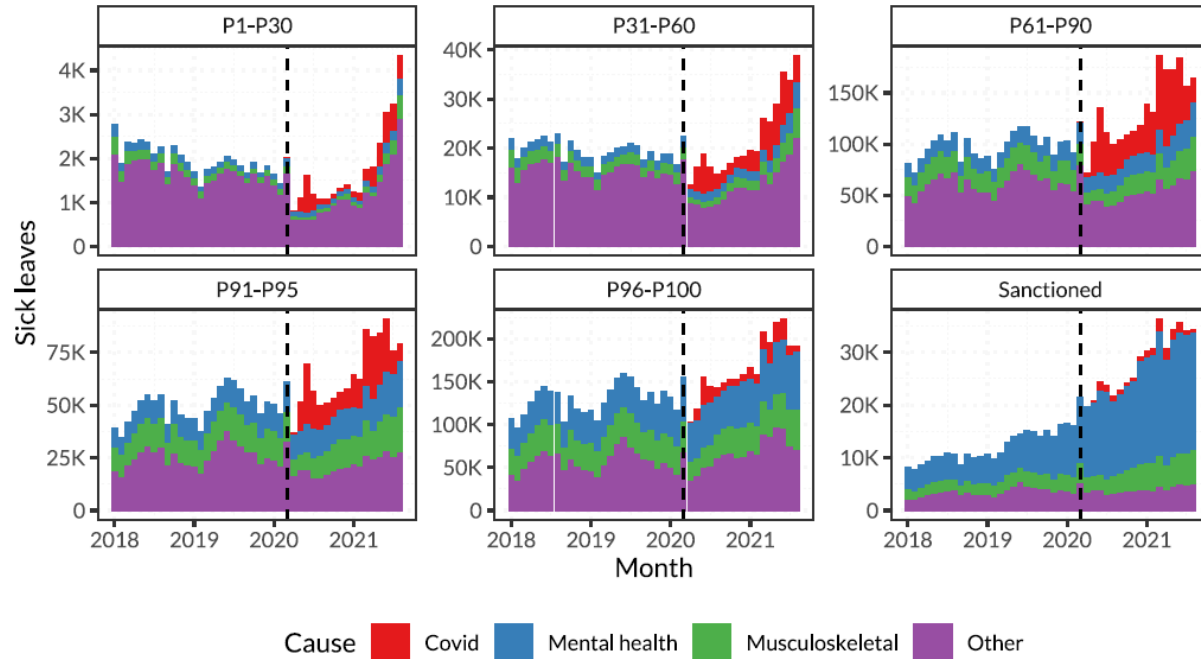 P1-P30
P31-P60
P61-P90
4K
3K
2K
1K
0
40K
30K
20K
10K
0
150K
100K
50K
0
P91-P95
P96-P100
Sanctioned
75K
50K
25K
0
200K
150K
100K
50K
0
30K
20K
10K
0
2018 2019 2020 2021
2018 2019 2020 2021
2018 2019 2020 2021
Sick leaves
Month
Cause Covid Mental health Musculoskeletal Other